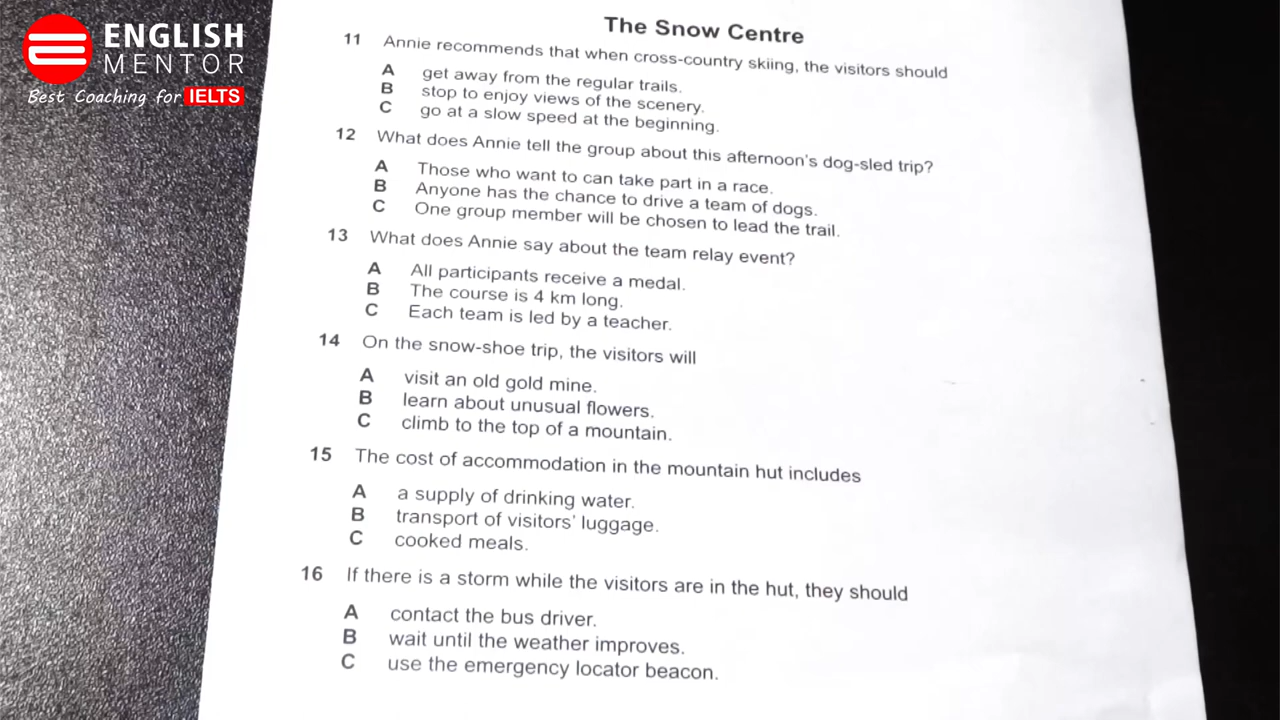 ENGLISH
MENTOR
Best Coaching for IELTS
The Snow Centre
11 Annie recommends that when cross-country skiing, the visitors should
A get away from the regular trails.
B stop to enjoy views of the scenery.
C go at a slow speed at the beginning.
12 What does Annie tell the group about this afternoon's dog-sled trip?
A Those who want to can take part in a race.
B Anyone has the chance to drive a team of dogs.
C One group member will be chosen to lead the trail.
13 What does Annie say about the team relay event?
A All participants receive a medal.
B The course is 4 km long.
C Each team is led by a teacher.
14 On the snow-shoe trip, the visitors will
A visit an old gold mine.
B learn about unusual flowers.
C climb to the top of a mountain.
15 The cost of accommodation in the mountain hut includes
A a supply of drinking water.
B transport of visitors' luggage.
C cooked meals.
16 If there is a storm while the visitors are in the hut, they should
A contact the bus driver.
B wait until the weather improves.
C use the emergency locator beacon.